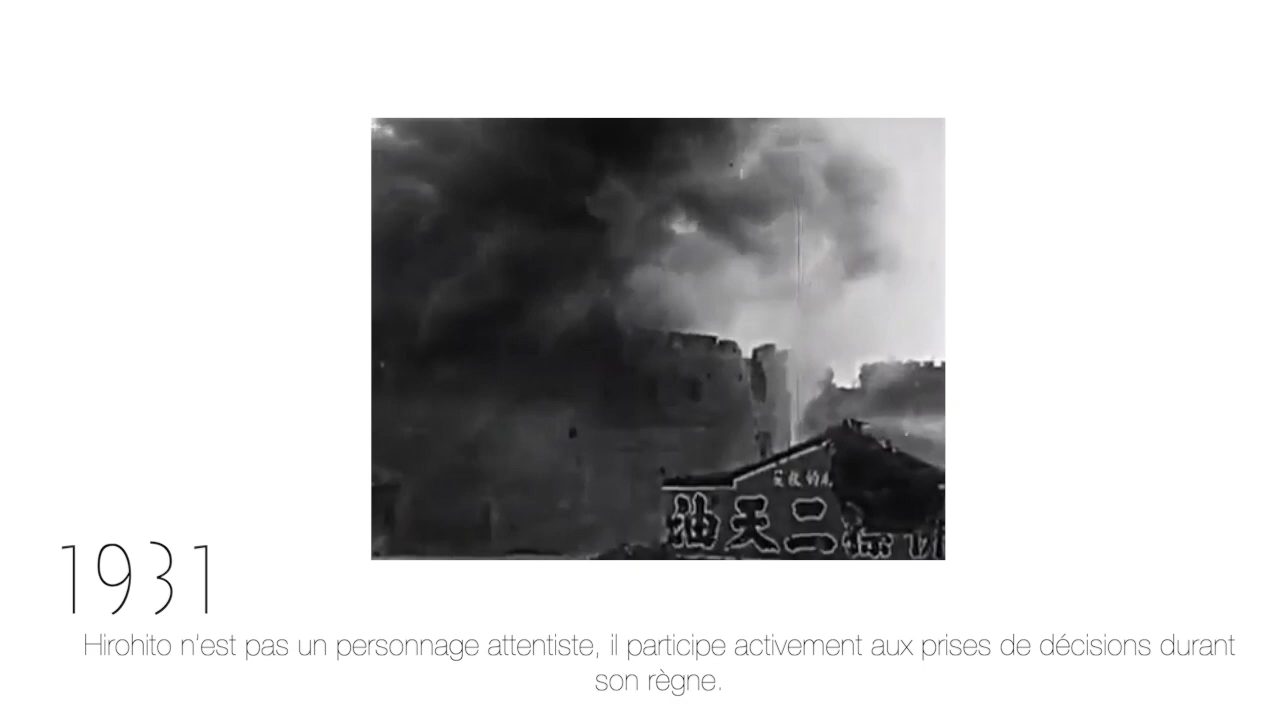 油天二
1931
Hirohito n'est pas un personnage attentiste, il participe activement aux prises de décisions durant
son règne.